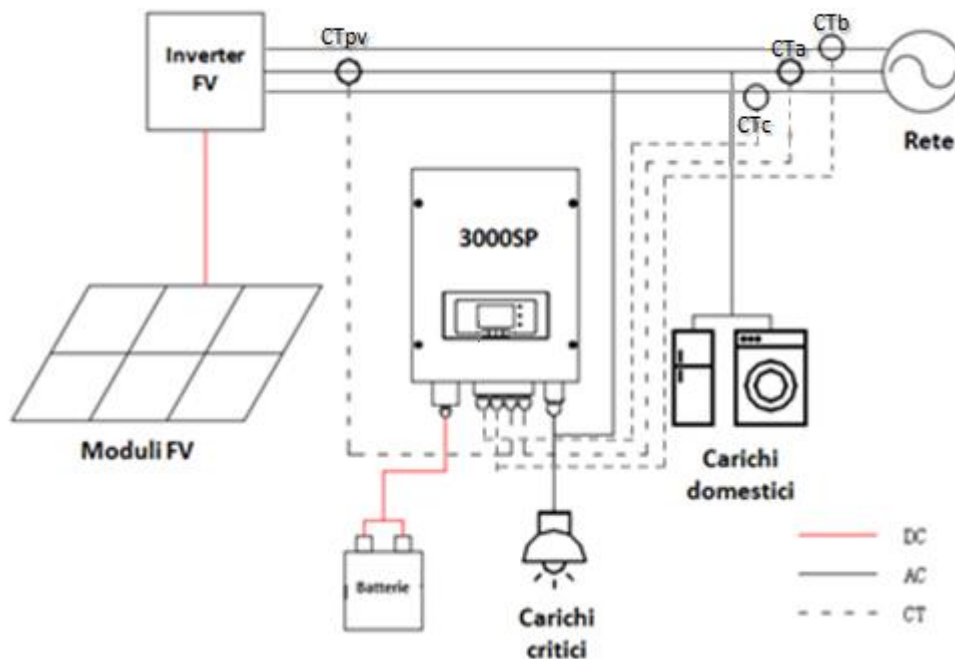 CTb
CTpv
CTa
Inverter
FV
CTc
Rete
3000SP
Moduli FV
Carichi
domestici
Batterie
Carichi
critici
DC
AC
CT